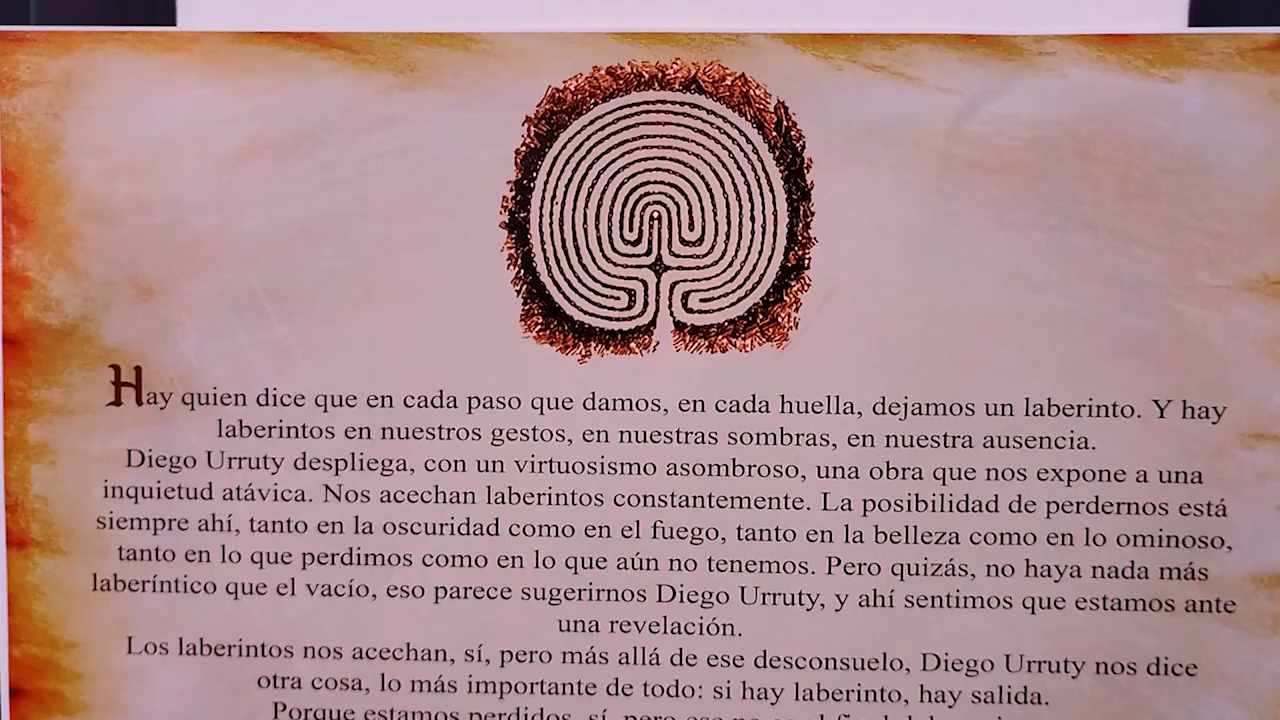 Hay quien dice que en cada paso que damos, en cada huella, dejamos un laberinto. Y hay
laberintos en nuestros gestos, en nuestras sombras, en nuestra ausencia.
Diego Urruty despliega, con un virtuosismo asombroso, una obra que nos expone a una
inquietud atávica. Nos acechan laberintos constantemente. La posibilidad de perdernos está
siempre ahí, tanto en la oscuridad como en el fuego, tanto en la belleza como en lo ominoso,
tanto en lo que perdimos como en lo que aún no tenemos. Pero quizás, no haya nada más
laberíntico que el vacío, eso parece sugerirnos Diego Urruty, y ahí sentimos que estamos ante
una revelación.
Los laberintos nos acechan, sí, pero más allá de ese desconsuelo, Diego Urruty nos dice
otra cosa, lo más importante de todo: si hay laberinto, hay salida.
Porque estamos perdidos, sí, pero